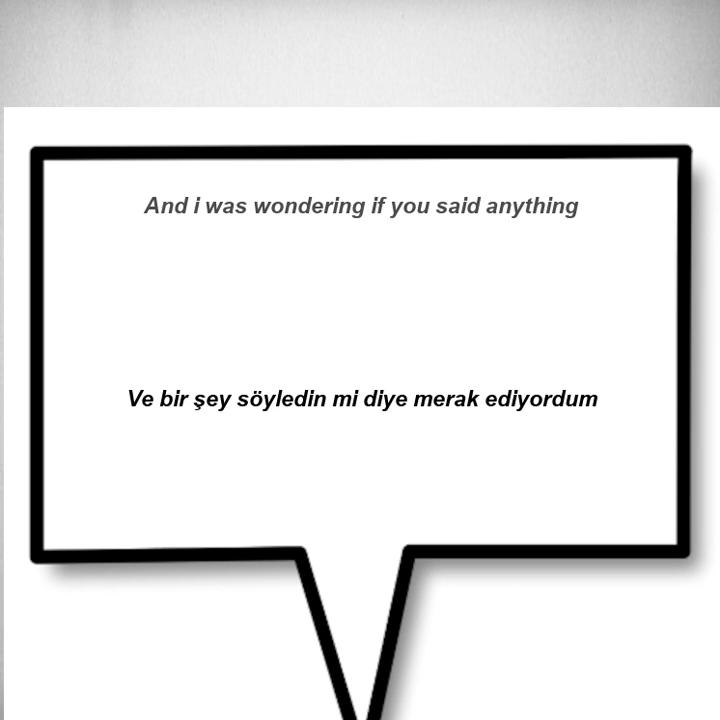 And i was wondering if you said anything
Ve bir şey söyledin mi diye merak ediyordum